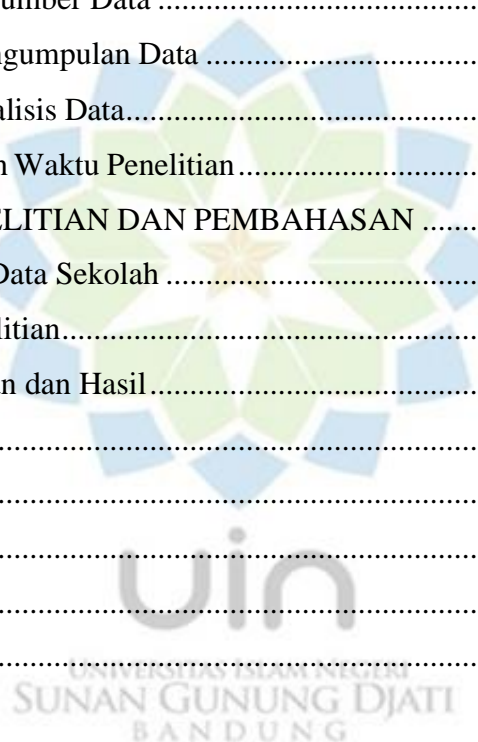 umber Data ..............................
ngumpulan Data ..........................
alisis Data..............................
n Waktu Penelitian.......................
ELITIAN DAN PEMBAHASAN ......
Data Sekolah ............................
litian...................................
an dan Hasil.............................
.........................................
.........................................
.........................................
uin
.........................................
.........................................
UNIVERSITAS ISLAM NEGERI
SUNAN GUNUNG DJATI
BANDUNG